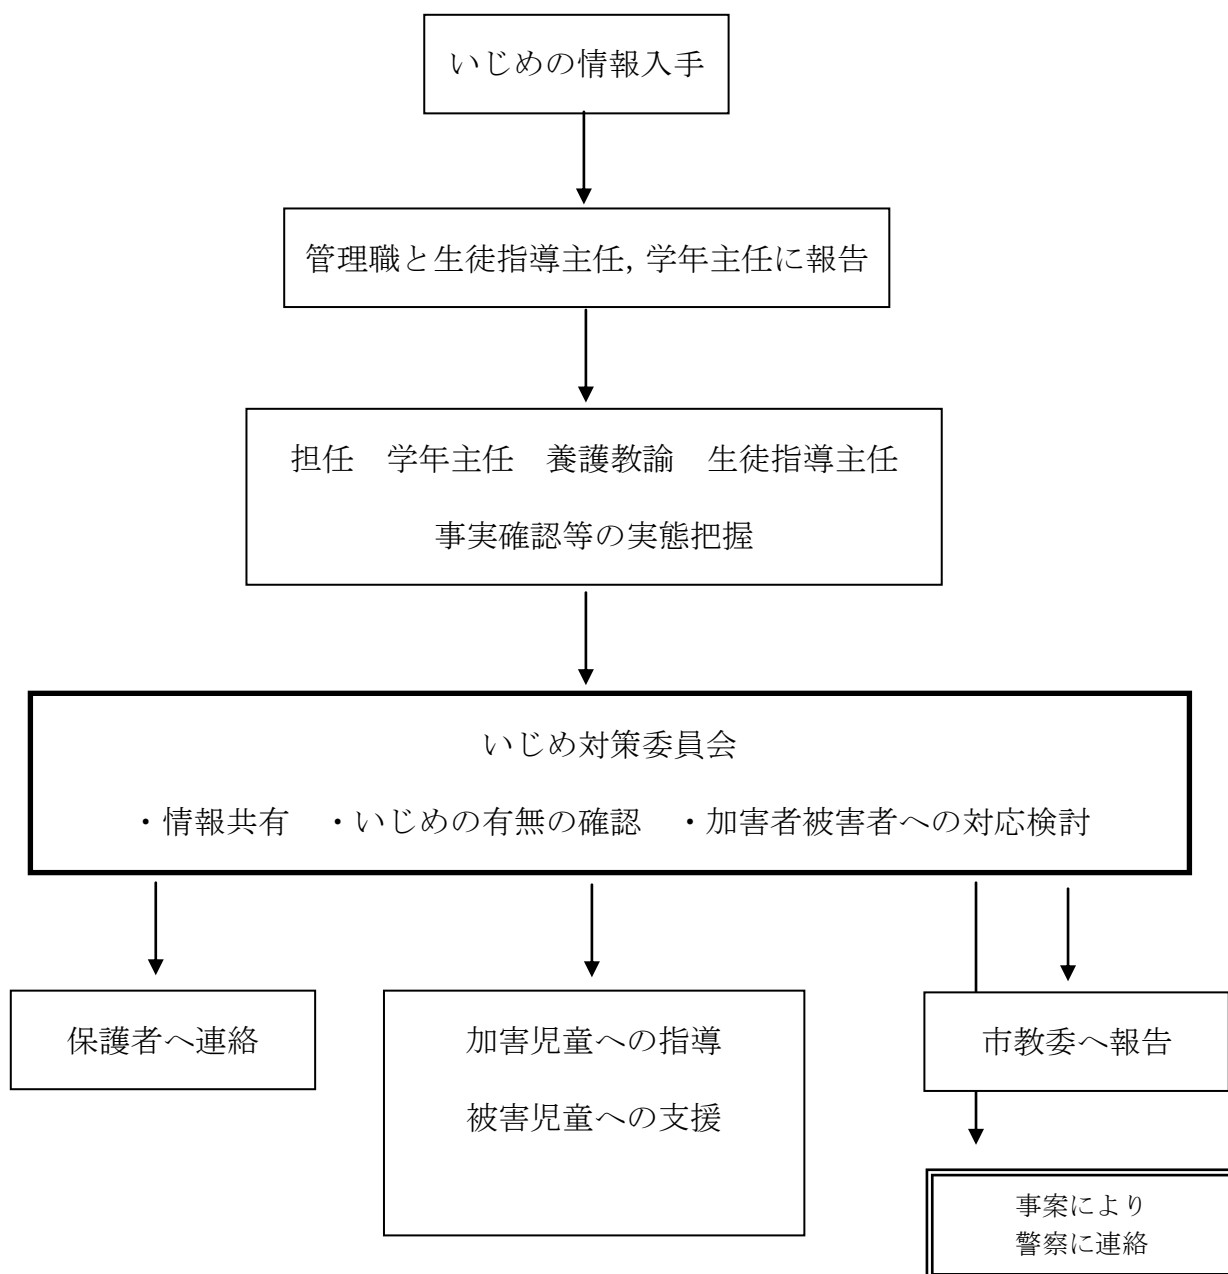 いじめの情報入手
管理職と生徒指導主任，学年主任に報告
担任　学年主任　養護教諭　生徒指導主任
事実確認等の実態把握
いじめ対策委員会
・情報共有　・いじめの有無の確認　・加害者被害者への対応検討
保護者へ連絡
加害児童への指導
被害児童への支援
市教委へ報告
事案により
警察に連絡